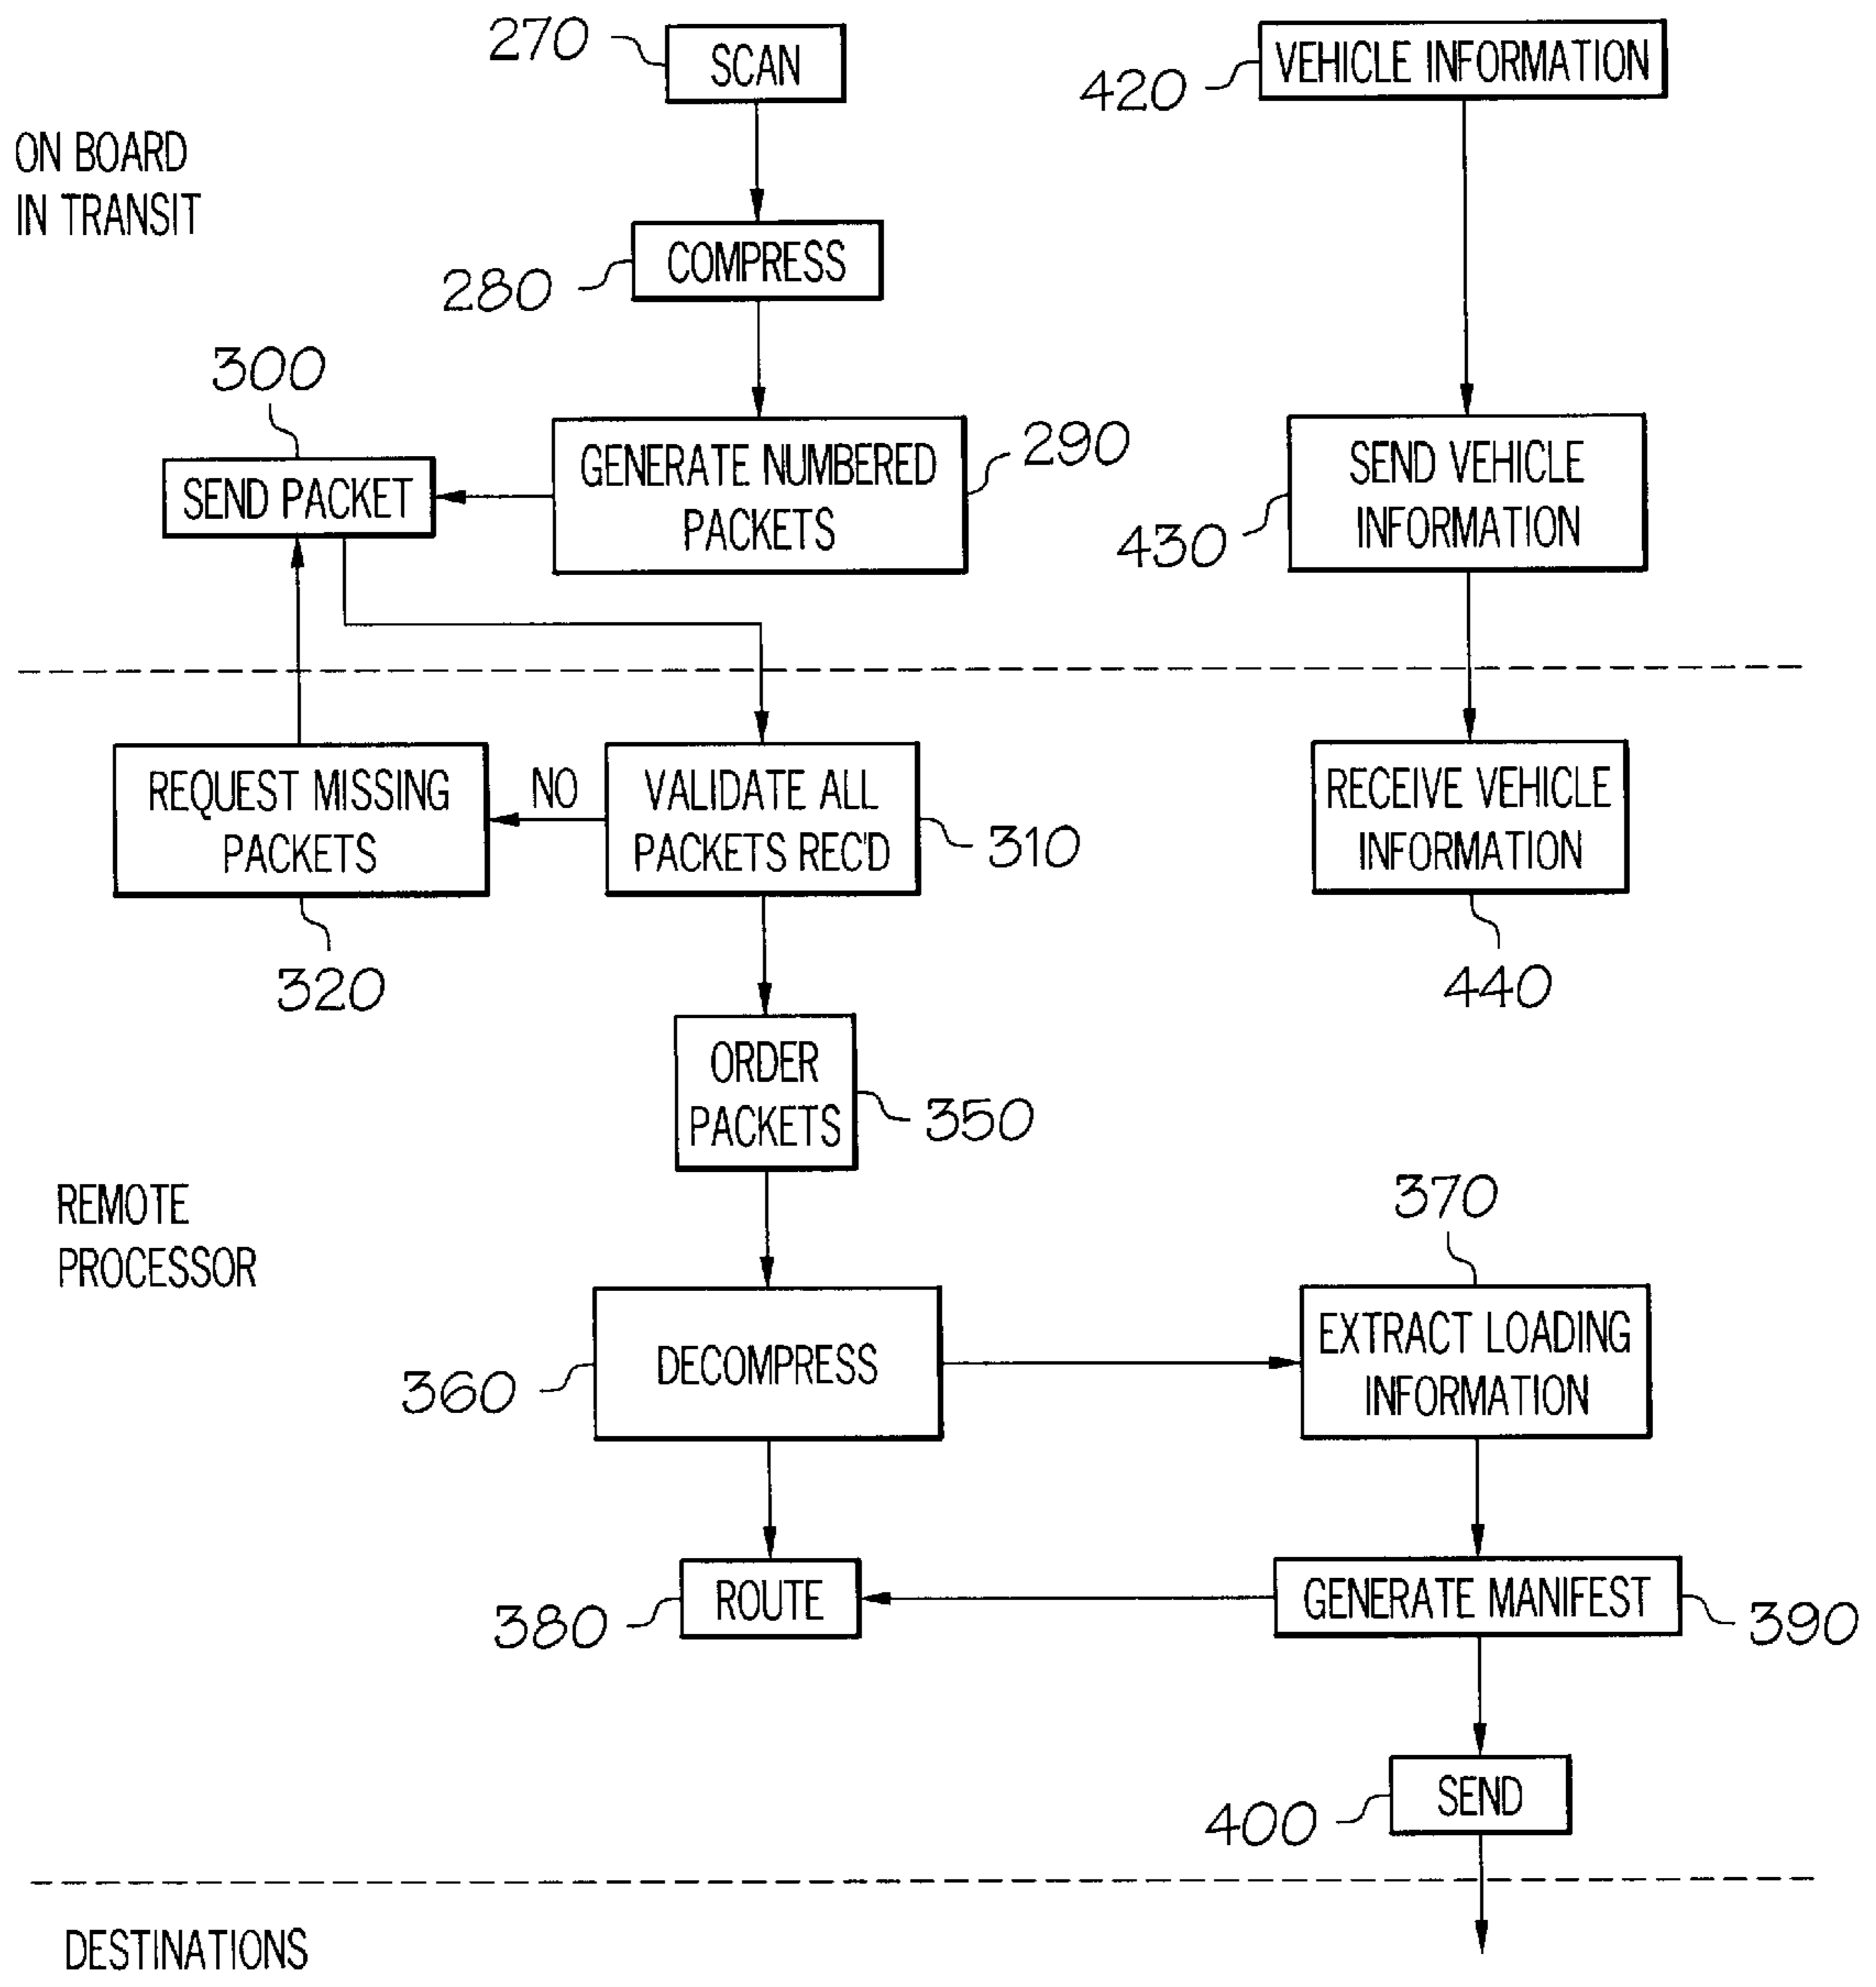 270
SCAN
420
VEHICLE INFORMATION
ON BOARD
IN TRANSIT
280
COMPRESS
300
SEND PACKET
GENERATE NUMBERED
PACKETS
290
430
SEND VEHICLE
INFORMATION
REQUEST MISSING
PACKETS
320
NO
VALIDATE ALL
PACKETS REC'D
310
RECEIVE VEHICLE
INFORMATION
440
ORDER
PACKETS
350
REMOTE
PROCESSOR
360
DECOMPRESS
370
EXTRACT LOADING
INFORMATION
380
ROUTE
GENERATE MANIFEST
390
400
SEND
DESTINATIONS